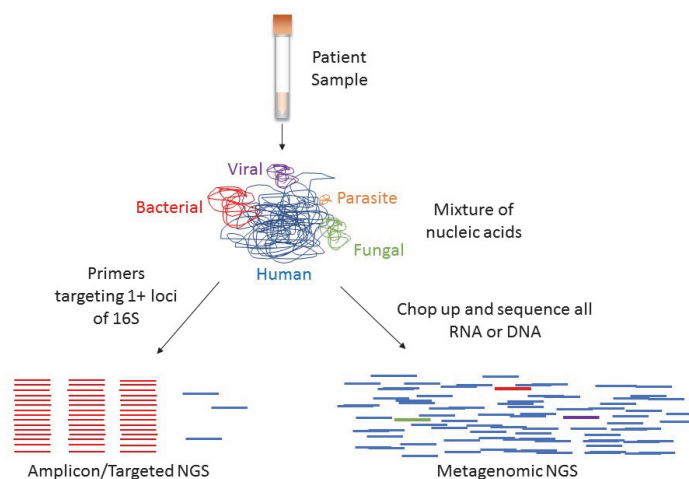 Patient
Sample
Viral
Bacterial
Parasite
Mixture of
nucleic acids
Fungal
Human
Primers
targeting 1+ loci
of 16S
Chop up and sequence all
RNA or DNA
Amplicon/Targeted NGS
Metagenomic NGS